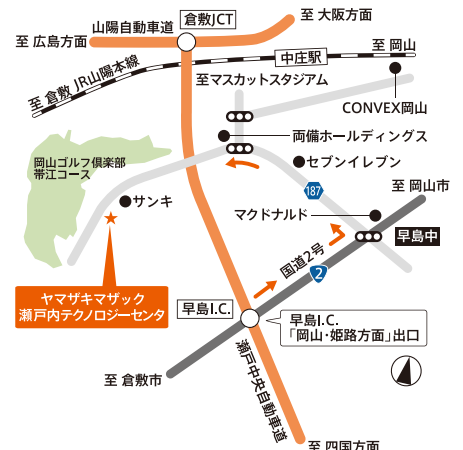 至 大阪方面
倉敷JCT
山陽自動車道
至 広島方面
至 岡山
中庄駅
至 倉敷 JR山陽本線
至マスカットスタジアム
CONVEX岡山
両備ホールディングス
セブンイレブン
岡山ゴルフ倶楽部
帯江コース
至 岡山市
187
サンキ
マクドナルド
早島中
国道2号
2
ヤマザキマザック
瀬戸内テクノロジーセンタ
早島I.C.
早島I.C.
「岡山・姫路方面」出口
至 倉敷市
瀬戸中央自動車道
至 四国方面